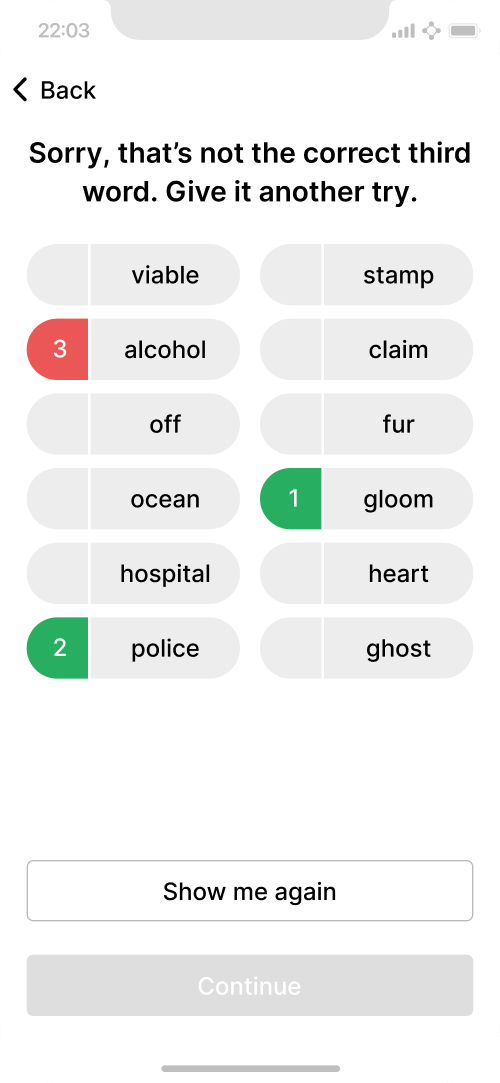 22:03
Back
Sorry, that’s not the correct third
word. Give it another try.
viable
stamp
3 alcohol
claim
off
fur
ocean
1 gloom
hospital
heart
2 police
ghost
Show me again
Continue